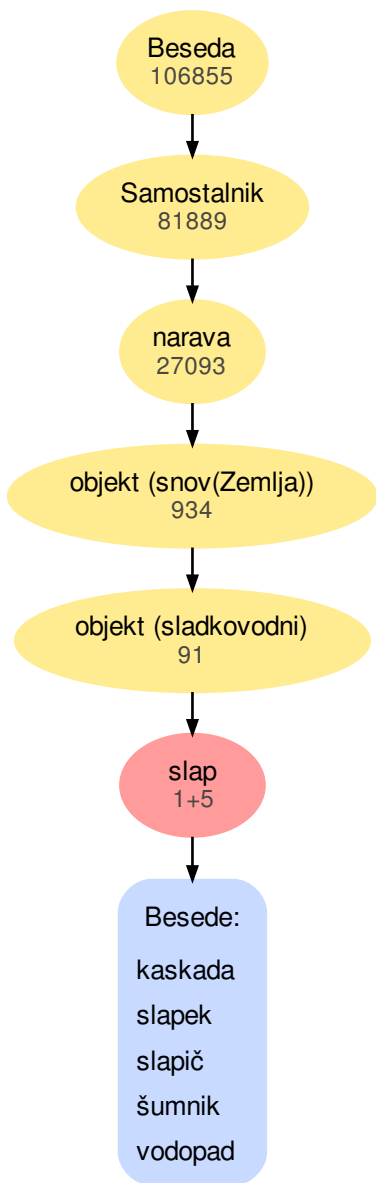 Beseda
106855
Samostalnik
81889
narava
27093
objekt (snov(Zemlja))
934
objekt (sladkovodni)
91
slap
1+5
Besede:
kaskada
slapek
slapič
šumnik
vodopad